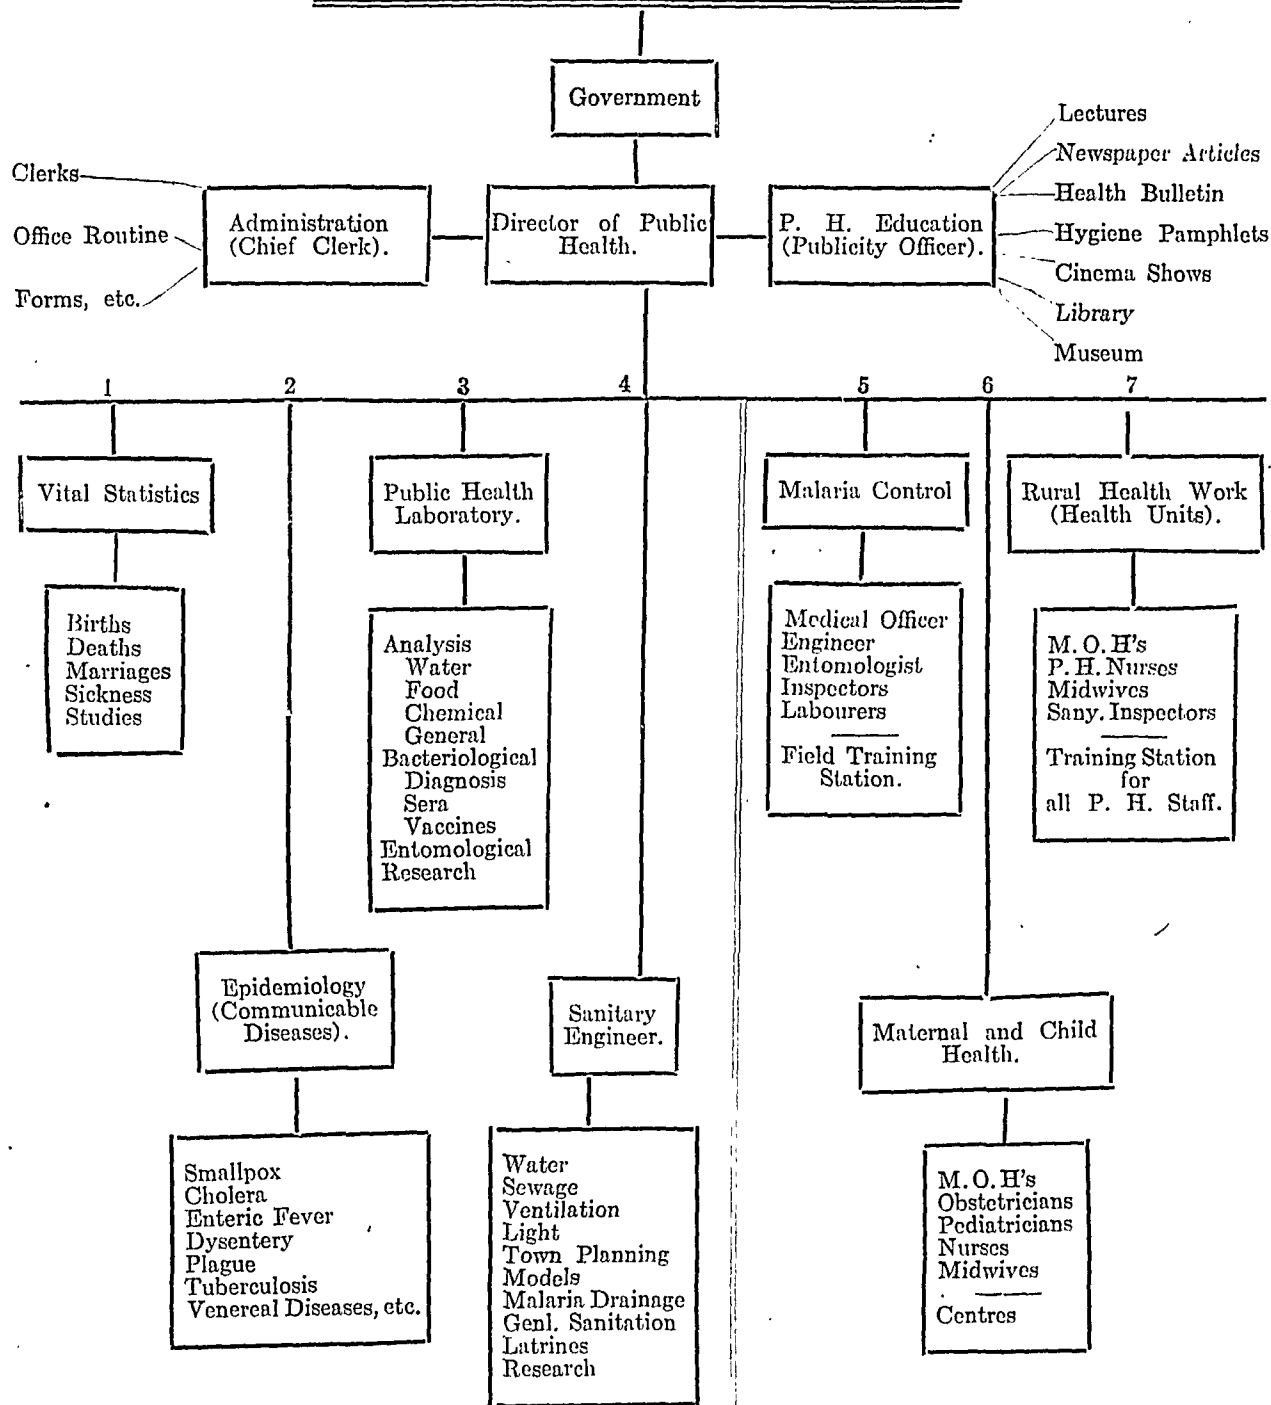 Government
Clerks
Office Routine
Forms, etc.
Administration
(Chief Clerk).
Director of Public
Health.
P. H. Education
(Publicity Officer).
Lectures
Newspaper Articles
Health Bulletin
Hygiene Pamphlets
Cinema Shows
Library
Museum
1 2 3 4 5 6 7
Vital Statistics
Births
Deaths
Marriages
Sickness
Studies
Epidemiology
(Communicable
Diseases).
Smallpox
Cholera
Enteric Fever
Dysentery
Plague
Tuberculosis
Venereal Diseases, etc.
Public Health
Laboratory.
Analysis
Water
Food
Chemical
General
Bacteriological
Diagnosis
Sera
Vaccines
Entomological
Research
Sanitary
Engineer.
Water
Sewage
Ventilation
Light
Town Planning
Models
Malaria Drainage
Genl. Sanitation
Latrines
Research
Malaria Control
Medical Officer
Engineer
Entomologist
Inspectors
Labourers
Field Training
Station.
Maternal and Child
Health.
M. O. H's
Obstetricians
Pediatricians
Nurses
Midwives
Centres
Rural Health Work
(Health Units).
M. O. H's
P. H. Nurses
Midwives
Sany. Inspectors
Training Station
for
all P. H. Staff.